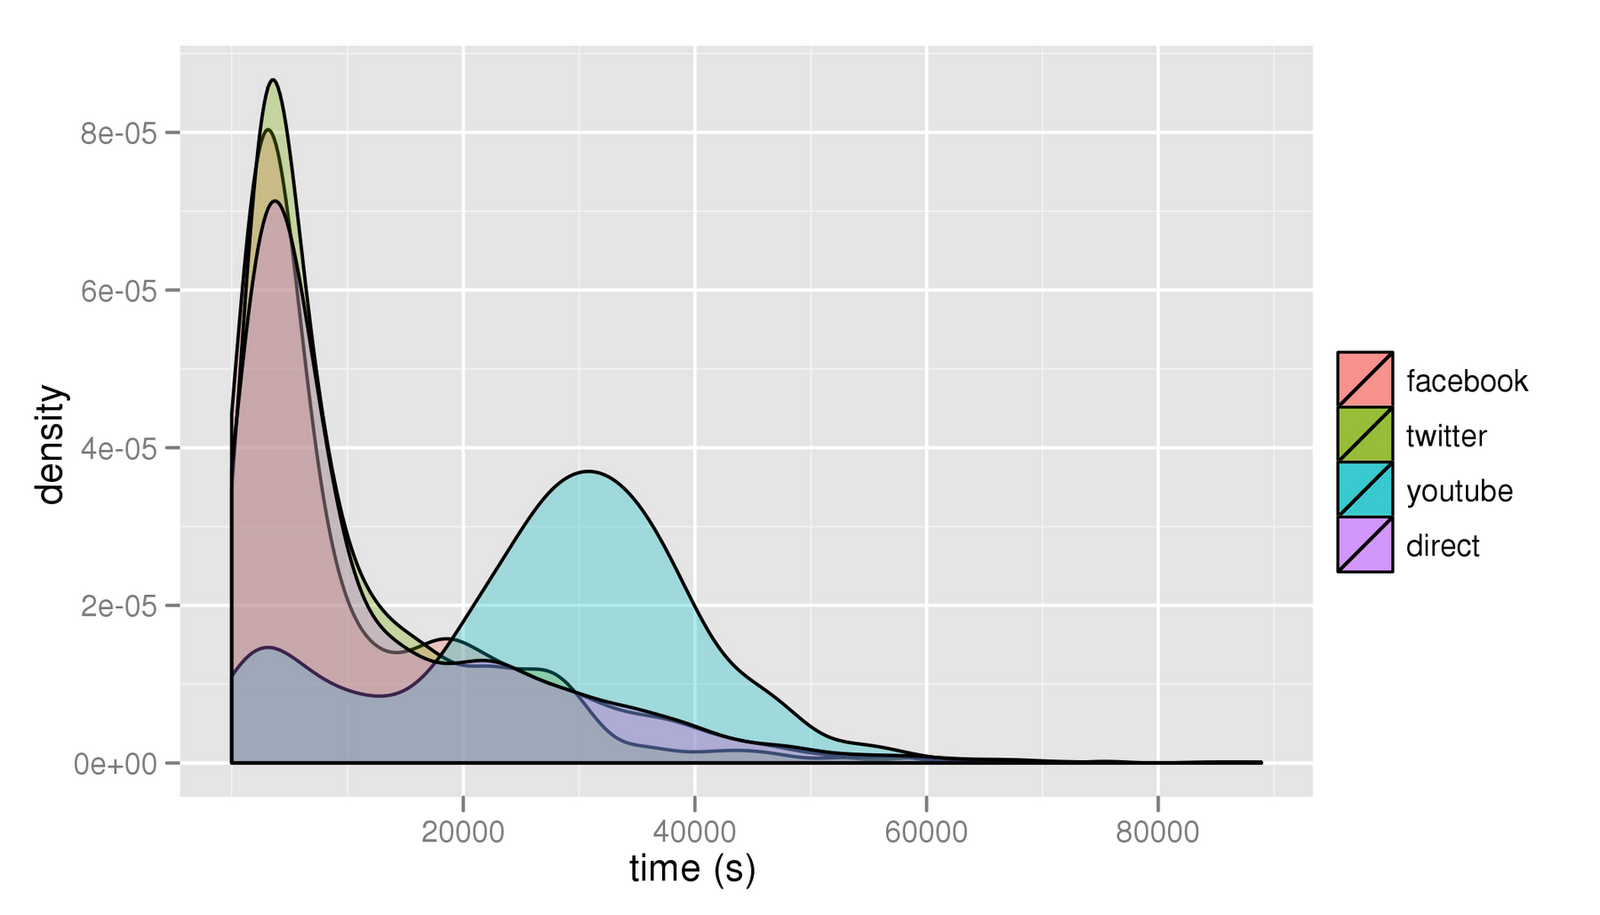 8e-05
6e-05
4e-05
2e-05
0e+00
density
20000 40000 60000 80000
time (s)
facebook
twitter
youtube
direct